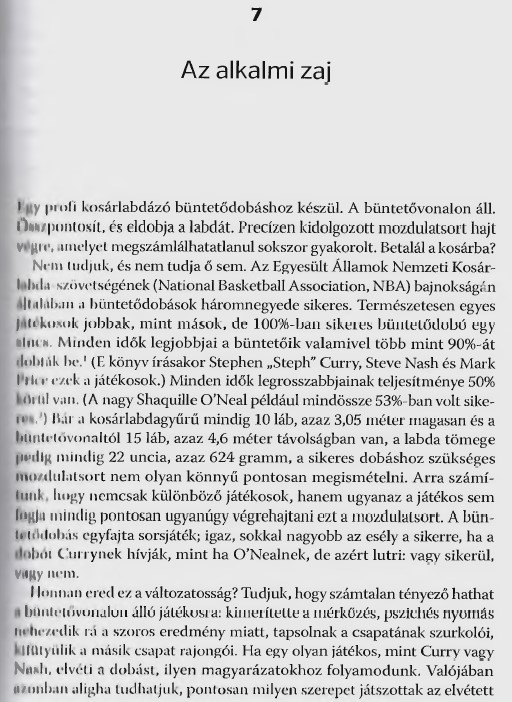 7
Az alkalmi zaj
Egy profi kosárlabdázó büntetődobáshoz készül. A büntetővonalon áll.
Összpontosít, és eldobja a labdát. Precízen kidolgozott mozdulatsort hajt
végre, amelyet megszámlálhatatlanul sokszor gyakorolt. Betalál a kosárba?
Nem tudjuk, és nem tudja ő sem. Az Egyesült Államok Nemzeti Kosár-
labda-szövetségének (National Basketball Association, NBA) bajnokságán
általában a büntetődobások háromnegyede sikeres. Természetesen egyes
játékosok jobbak, mint mások, de 100%-ban sikeres büntetődobó egy
sincs. Minden idők legjobbjai a büntetőik valamivel több mint 90%-át
dobták be.¹ (E könyv írásakor Stephen „Steph” Curry, Steve Nash és Mark
Price ezek a játékosok.) Minden idők legrosszabbjainak teljesítménye 50%
körül van. (A nagy Shaquille O'Neal például mindössze 53%-ban volt sike-
res.²) Bár a kosárlabdagyűrű mindig 10 láb, azaz 3,05 méter magasan és a
büntetővonaltól 15 láb, azaz 4,6 méter távolságban van, a labda tömege
pedig mindig 22 uncia, azaz 624 gramm, a sikeres dobáshoz szükséges
mozdulatsort nem olyan könnyű pontosan megismételni. Arra számí-
tunk, hogy nemcsak különböző játékosok, hanem ugyanaz a játékos sem
fogja mindig pontosan ugyanúgy végrehajtani ezt a mozdulatsort. A bün-
tetődobás egyfajta sorsjáték; igaz, sokkal nagyobb az esély a sikerre, ha a
dobót Currynek hívják, mint ha O'Nealnek, de azért lutri: vagy sikerül,
vagy nem.
Honnan ered ez a változatosság? Tudjuk, hogy számtalan tényező hathat
a büntetővonalon álló játékosra: kimerítette a mérkőzés, pszichés nyomás
nehezedik rá a szoros eredmény miatt, tapsolnak a csapatának szurkolói,
kifütyülik a másik csapat rajongói. Ha egy olyan játékos, mint Curry vagy
Nash, elvéti a dobást, ilyen magyarázatokhoz folyamodunk. Valójában
azonban aligha tudhatjuk, pontosan milyen szerepet játszottak az elvétett